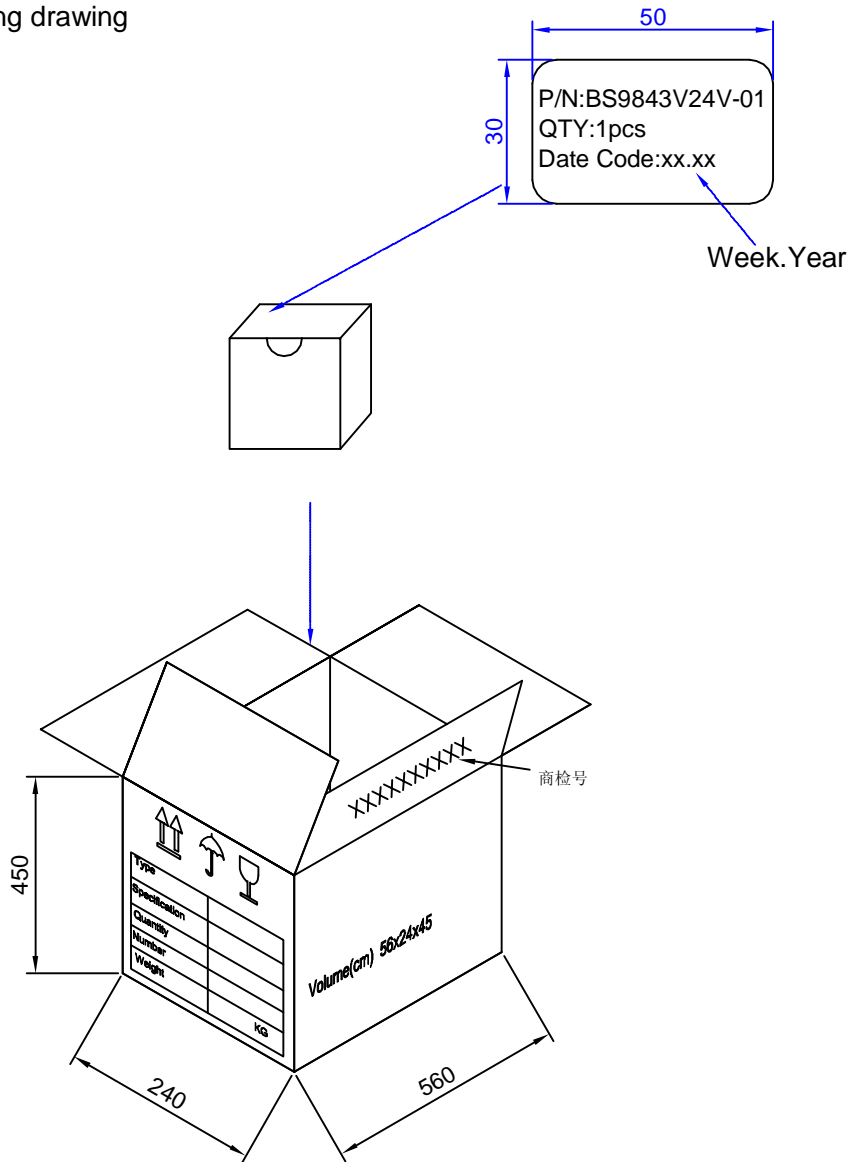 ng drawing
50
30
P/N:BS9843V24V-01
QTY:1pcs
Date Code:xx.xx
Week.Year
XXXXXXXXXX
商检号
450
Type
Specification
Quantity
Numbar
Weight
KG
Volume(cm) 56x24x45
240
560